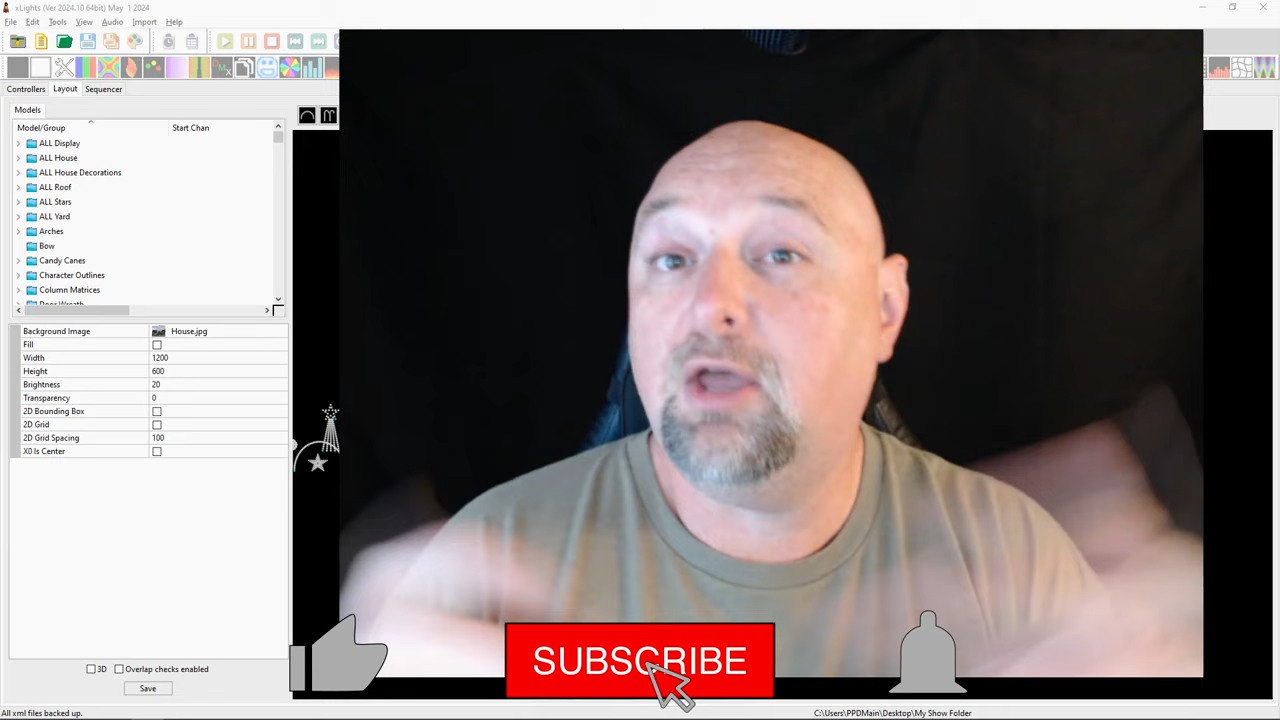 xLights (Ver 2024.10 64bit) May 1 2024
File Edit Tools View Audio Import Help
Controllers Layout Sequencer
Models
Model/Group Start Chan
ALL Display
ALL House
ALL House Decorations
ALL Roof
ALL Stars
ALL Yard
Arches
Bow
Candy Canes
Character Outlines
Column Matrices
Door Wreath
Background Image House.jpg
Fill
Width 1200
Height 600
Brightness 20
Transparency 0
2D Bounding Box
2D Grid
2D Grid Spacing 100
X0 Is Center
3D Overlap checks enabled
Save
SUBSCRIBE
All xml files backed up. C:\Users\PPDMain\Desktop\My Show Folder